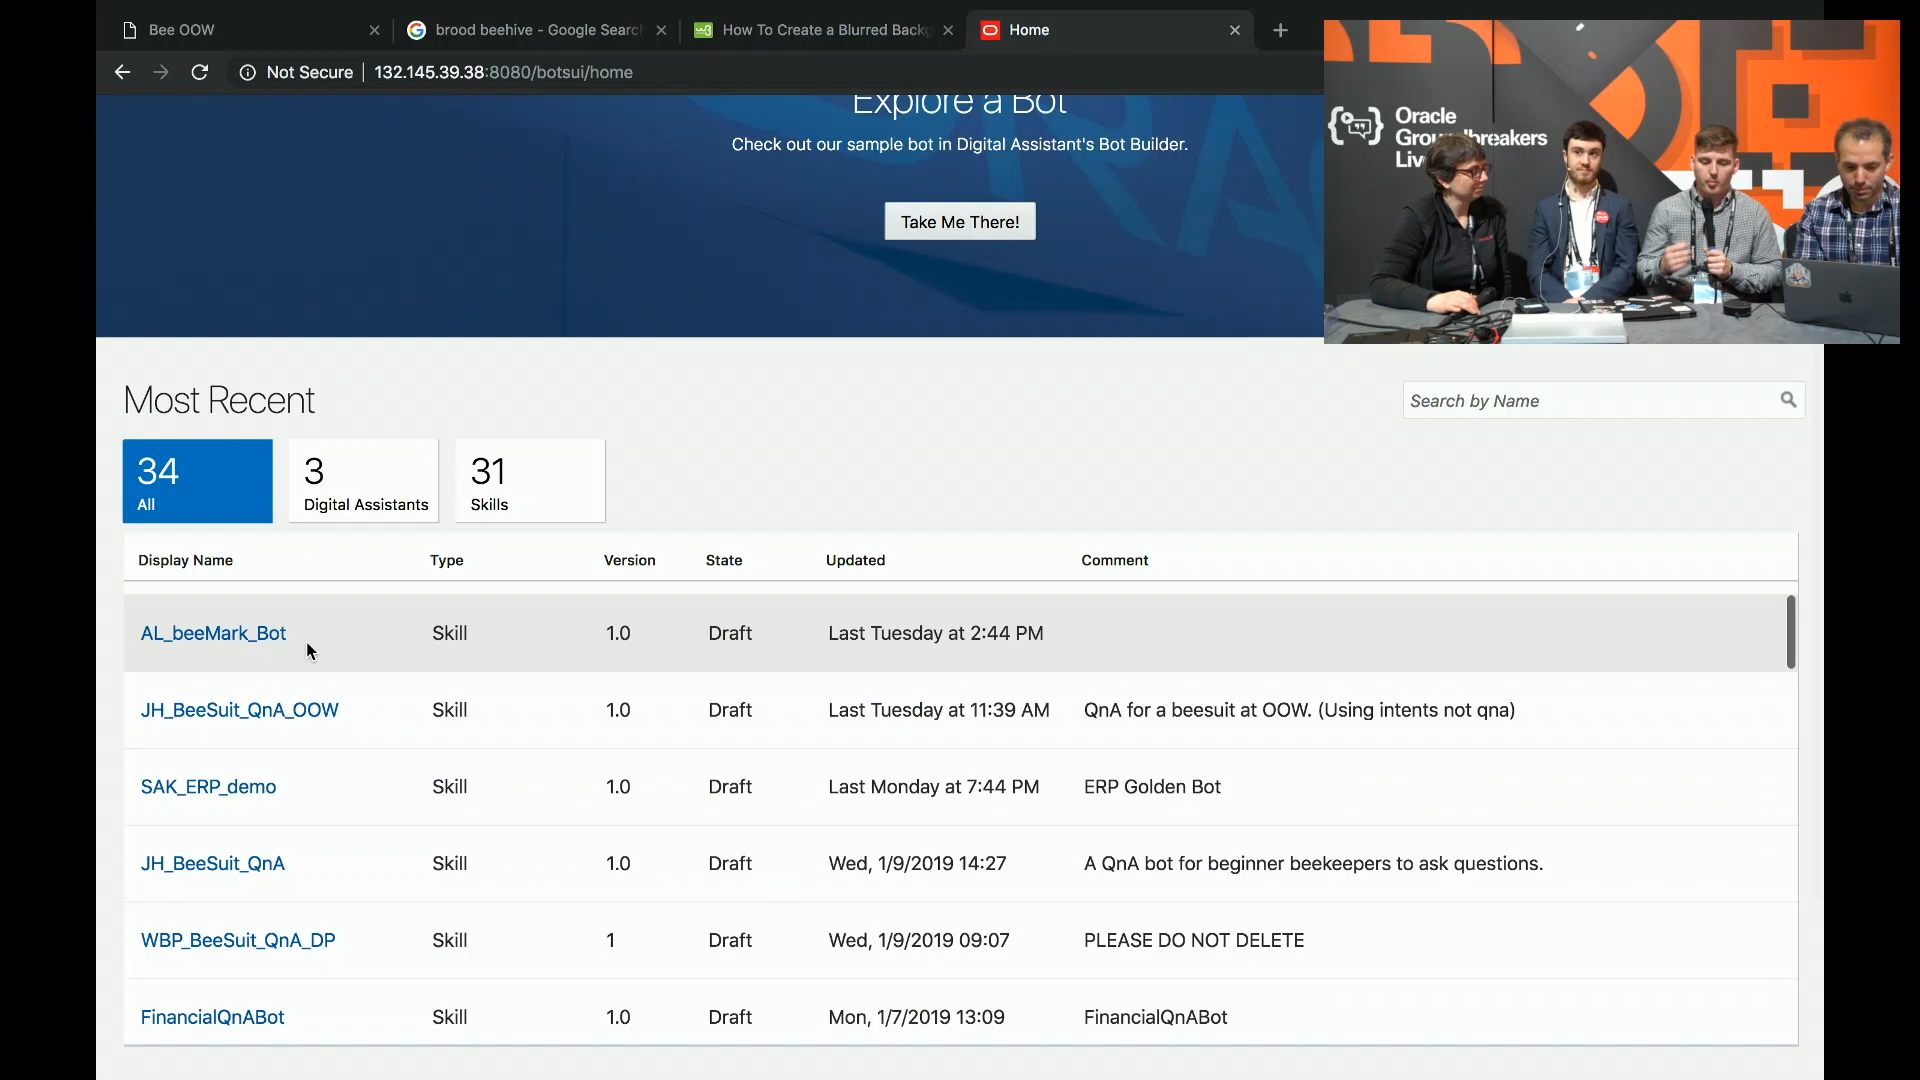 Bee OOW
brood beehive - Google Search
How To Create a Blurred Backg
Home
Not Secure | 132.145.39.38:8080/botsui/home
Explore a Bot
Check out our sample bot in Digital Assistant's Bot Builder.
Take Me There!
Oracle
Groundbreakers
Live
Most Recent
Search by Name
34
All
3
Digital Assistants
31
Skills
Display Name Type Version State Updated Comment
AL_beeMark_Bot Skill 1.0 Draft Last Tuesday at 2:44 PM
JH_BeeSuit_QnA_OOW Skill 1.0 Draft Last Tuesday at 11:39 AM QnA for a beesuit at OOW. (Using intents not qna)
SAK_ERP_demo Skill 1.0 Draft Last Monday at 7:44 PM ERP Golden Bot
JH_BeeSuit_QnA Skill 1.0 Draft Wed, 1/9/2019 14:27 A QnA bot for beginner beekeepers to ask questions.
WBP_BeeSuit_QnA_DP Skill 1 Draft Wed, 1/9/2019 09:07 PLEASE DO NOT DELETE
FinancialQnABot Skill 1.0 Draft Mon, 1/7/2019 13:09 FinancialQnABot